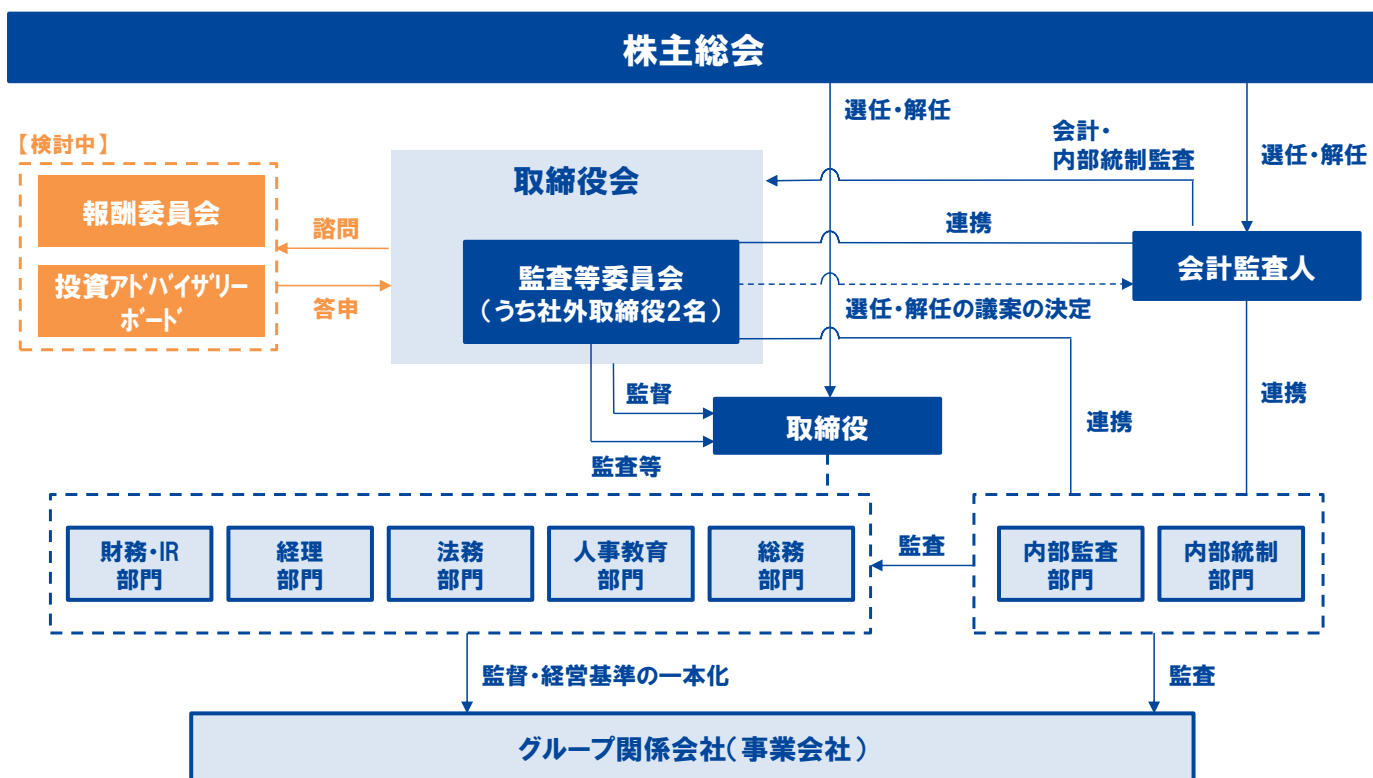 株主総会
選任・解任
会計・
内部統制監査
選任・解任
【検討中】
報酬委員会
投資ｱﾄﾞﾊﾞｲｻﾞﾘｰ
ﾎﾞｰﾄﾞ
諮問
答申
取締役会
監査等委員会
（うち社外取締役2名）
連携
会計監査人
選任・解任の議案の決定
監督
取締役
監査等
連携
連携
財務・IR
部門
経理
部門
法務
部門
人事教育
部門
総務
部門
監査
内部監査
部門
内部統制
部門
監督・経営基準の一本化
監査
グループ関係会社（事業会社）